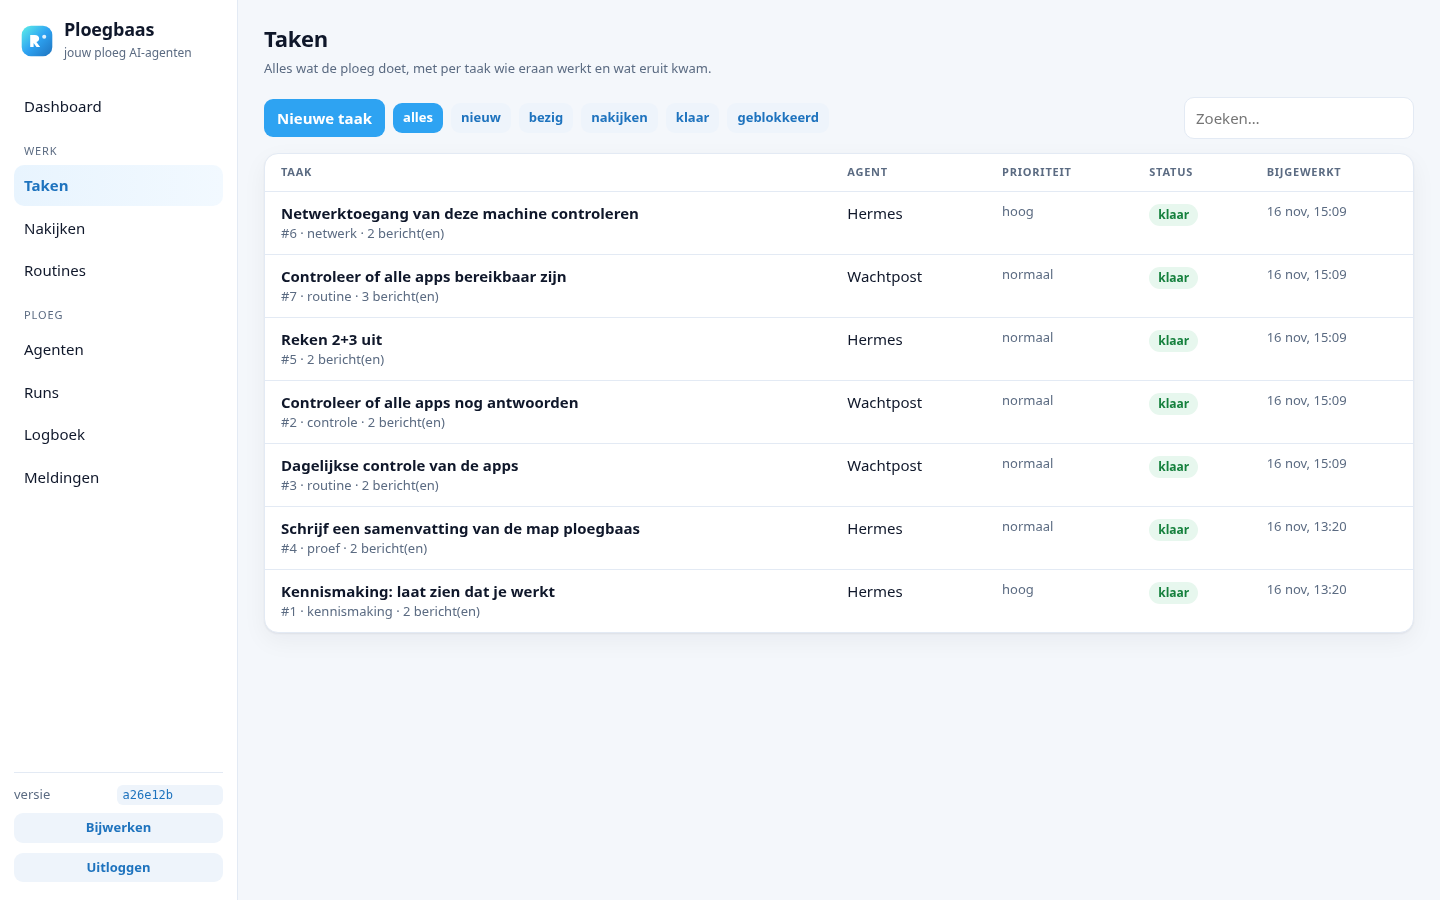 Ploegbaas
jouw ploeg AI-agenten
Dashboard
WERK
Taken
Nakijken
Routines
PLOEG
Agenten
Runs
Logboek
Meldingen
versie a26e12b
Bijwerken
Uitloggen
Taken
Alles wat de ploeg doet, met per taak wie eraan werkt en wat eruit kwam.
Nieuwe taak alles nieuw bezig nakijken klaar geblokkeerd Zoeken...
TAAK AGENT PRIORITEIT STATUS BIJGEWERKT
Netwerktoegang van deze machine controleren Hermes hoog klaar 16 nov, 15:09
#6 · netwerk · 2 bericht(en)
Controleer of alle apps bereikbaar zijn Wachtpost normaal klaar 16 nov, 15:09
#7 · routine · 3 bericht(en)
Reken 2+3 uit Hermes normaal klaar 16 nov, 15:09
#5 · 2 bericht(en)
Controleer of alle apps nog antwoorden Wachtpost normaal klaar 16 nov, 15:09
#2 · controle · 2 bericht(en)
Dagelijkse controle van de apps Wachtpost normaal klaar 16 nov, 15:09
#3 · routine · 2 bericht(en)
Schrijf een samenvatting van de map ploegbaas Hermes normaal klaar 16 nov, 13:20
#4 · proef · 2 bericht(en)
Kennismaking: laat zien dat je werkt Hermes hoog klaar 16 nov, 13:20
#1 · kennismaking · 2 bericht(en)